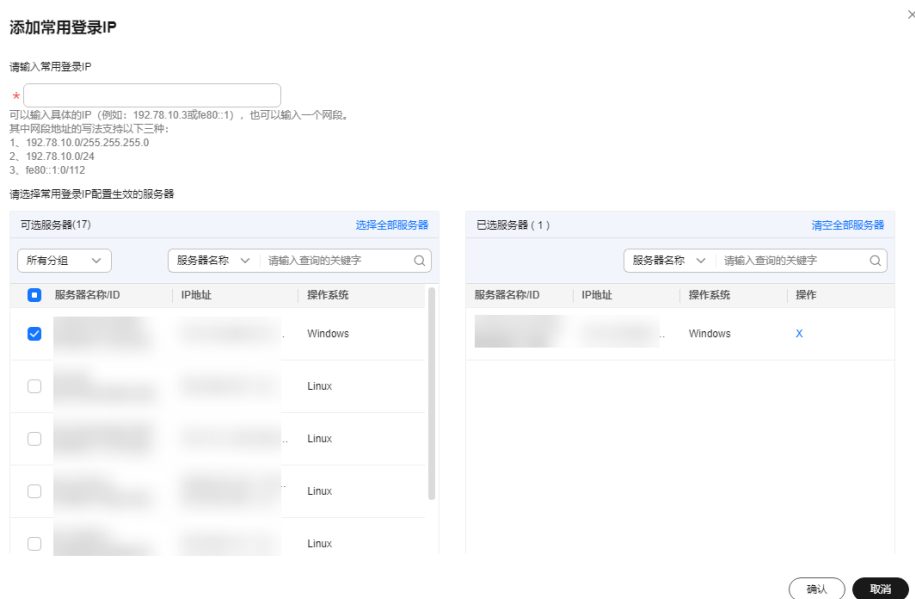 添加常用登录IP
请输入常用登录IP
*
可以输入具体的IP（例如：192.78.10.3或fe80::1），也可以输入一个网段。
其中网段地址的写法支持以下三种：
1、192.78.10.0/255.255.255.0
2、192.78.10.0/24
3、fe80::1:0/112
请选择常用登录IP配置生效的服务器
可选服务器(17) 选择全部服务器
所有分组 服务器名称 请输入查询的关键字
服务器名称/ID IP地址 操作系统
Windows
Linux
Linux
Linux
Linux
已选服务器（1） 清空全部服务器
服务器名称 请输入查询的关键字
服务器名称/ID IP地址 操作系统 操作
Windows X
确认 取消